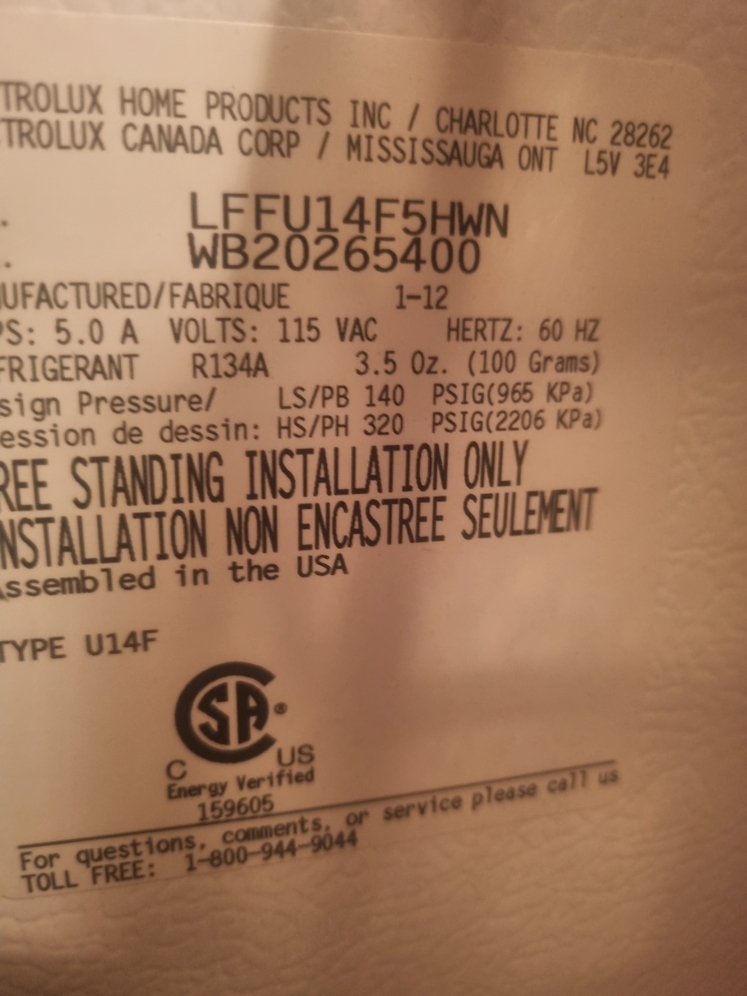 TROLUX HOME PRODUCTS INC / CHARLOTTE NC 28262
TROLUX CANADA CORP / MISSISSAUGA ONT L5V 3E4
LFFU14F5HWN
WB20265400
UFACTURED/FABRIQUE 1-12
PS: 5.0 A VOLTS: 115 VAC HERTZ: 60 HZ
FRIGERANT R134A 3.5 Oz. (100 Grams)
sign Pressure/ LS/PB 140 PSIG(965 KPa)
ession de dessin: HS/PH 320 PSIG(2206 KPa)
REE STANDING INSTALLATION ONLY
NSTALLATION NON ENCASTREE SEULEMENT
Assembled in the USA
TYPE U14F
SA®
C US
Energy Verified
159605
For questions, comments, or service please call us
TOLL FREE: 1-800-944-9044